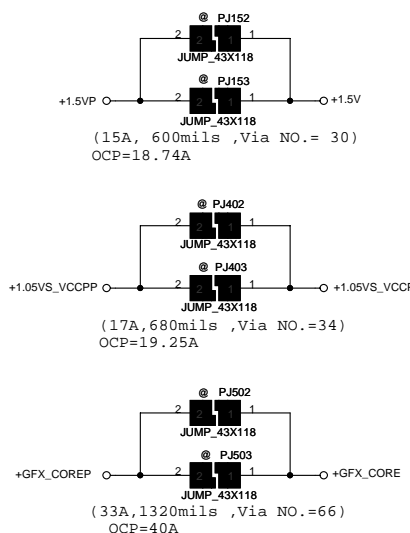 @ PJ152
2 2 1 1
JUMP_43X118
@ PJ153
+1.5VP 2 2 1 1 +1.5V
JUMP_43X118
(15A, 600mils ,Via NO.= 30)
OCP=18.74A
@ PJ402
2 2 1 1
JUMP_43X118
@ PJ403
+1.05VS_VCCPP 2 2 1 1 +1.05VS_VCCP
JUMP_43X118
(17A,680mils ,Via NO.=34)
OCP=19.25A
@ PJ502
2 2 1 1
JUMP_43X118
@ PJ503
+GFX_COREP 2 2 1 1 +GFX_CORE
JUMP_43X118
(33A,1320mils ,Via NO.=66)
OCP=40A